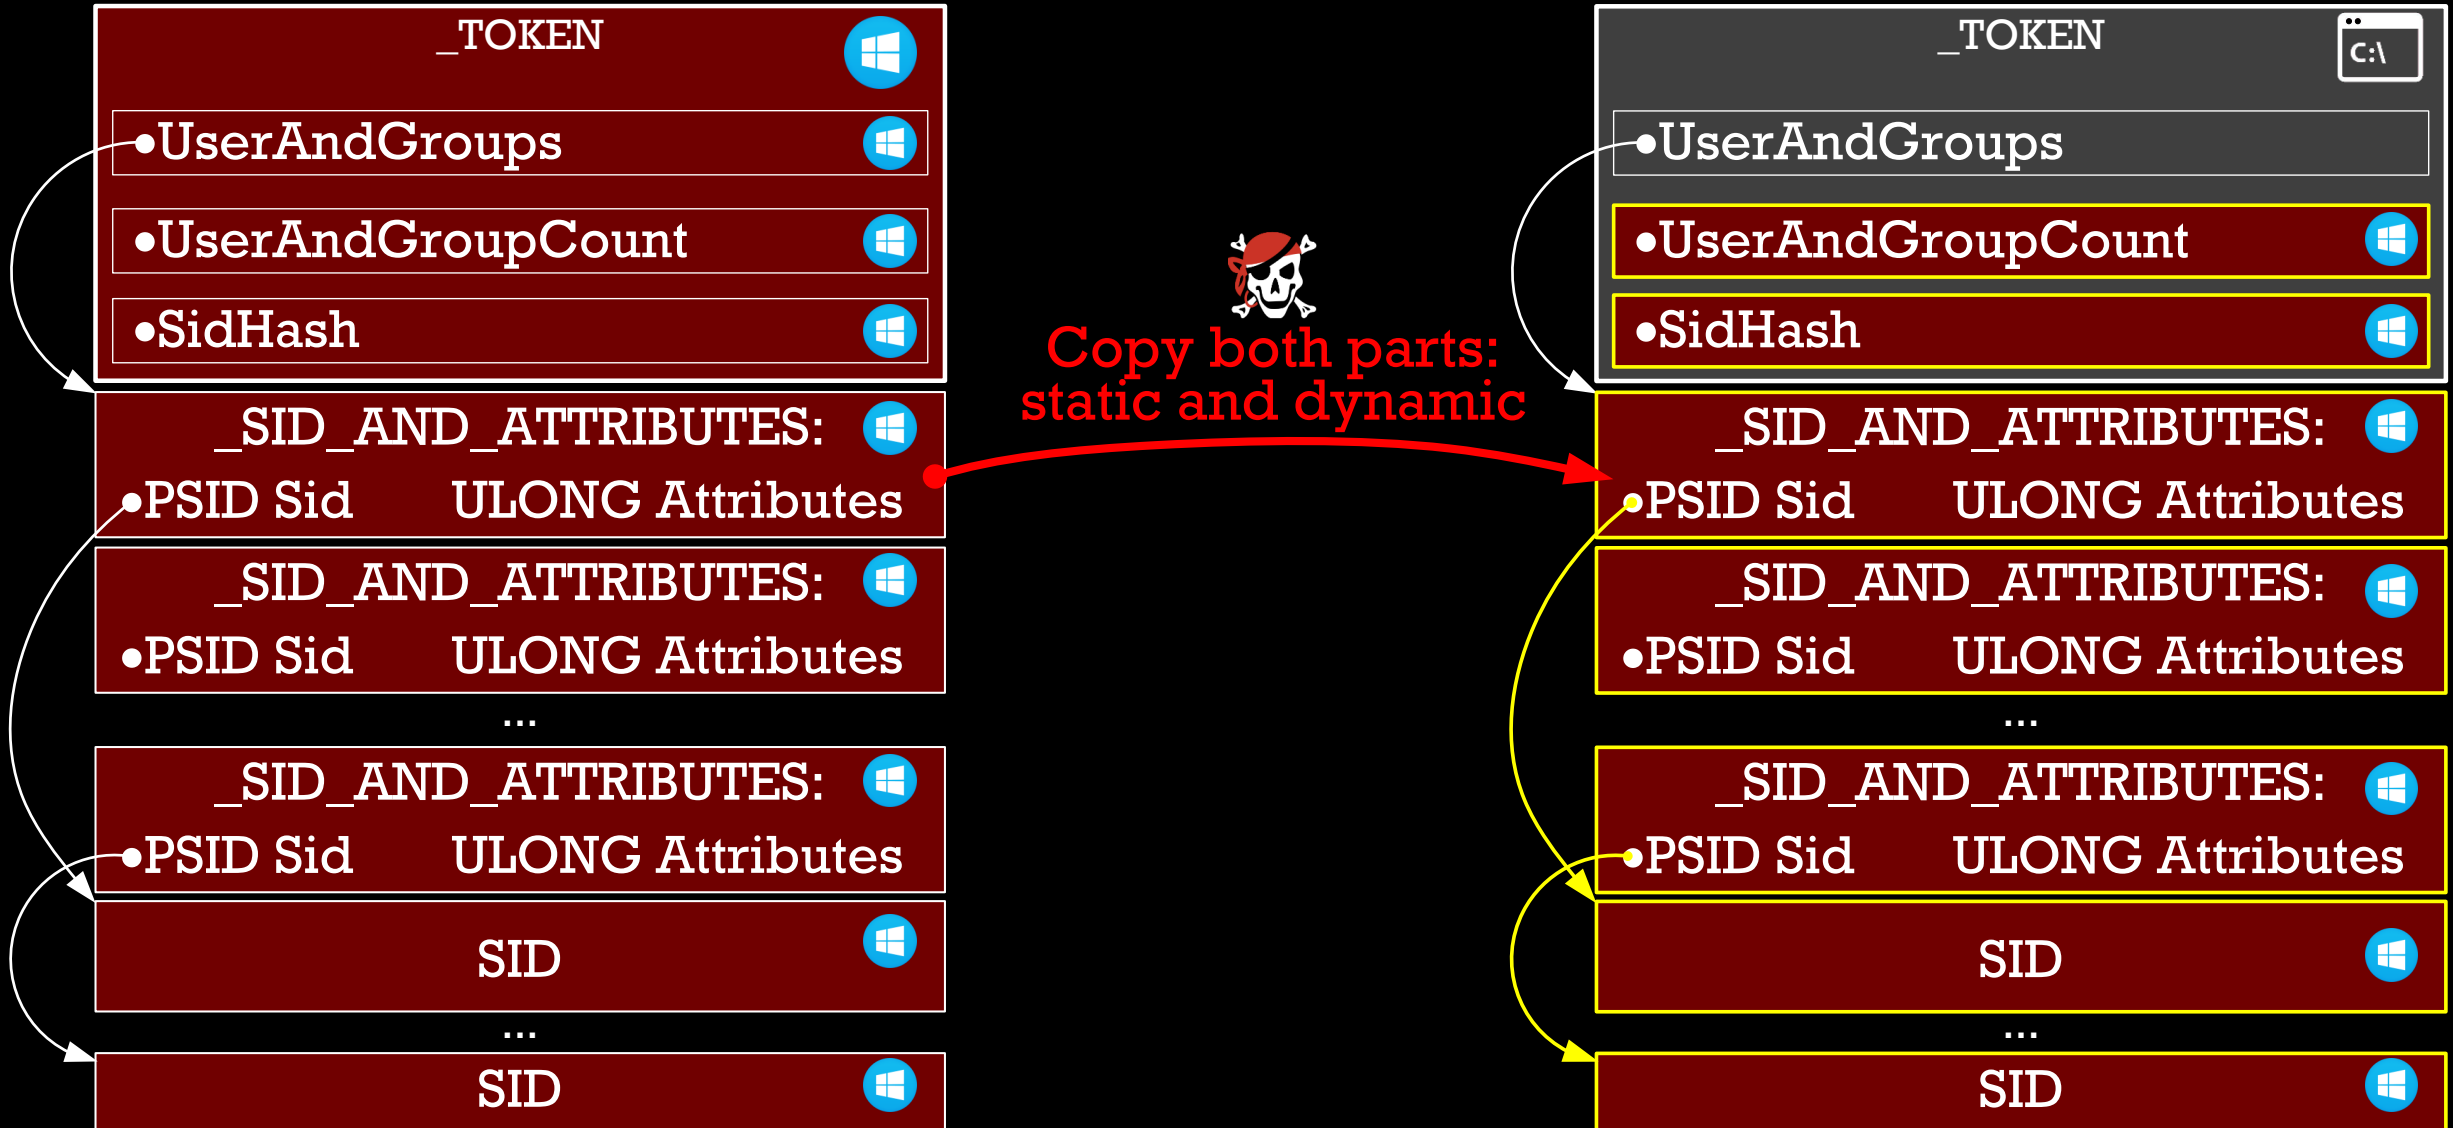 _TOKEN
UserAndGroups
UserAndGroupCount
SidHash
_SID_AND_ATTRIBUTES:
PSID Sid ULONG Attributes
_SID_AND_ATTRIBUTES:
PSID Sid ULONG Attributes
...
_SID_AND_ATTRIBUTES:
PSID Sid ULONG Attributes
SID
...
SID
Copy both parts:
static and dynamic
_TOKEN
C:\
UserAndGroups
UserAndGroupCount
SidHash
_SID_AND_ATTRIBUTES:
PSID Sid ULONG Attributes
_SID_AND_ATTRIBUTES:
PSID Sid ULONG Attributes
...
_SID_AND_ATTRIBUTES:
PSID Sid ULONG Attributes
SID
...
SID